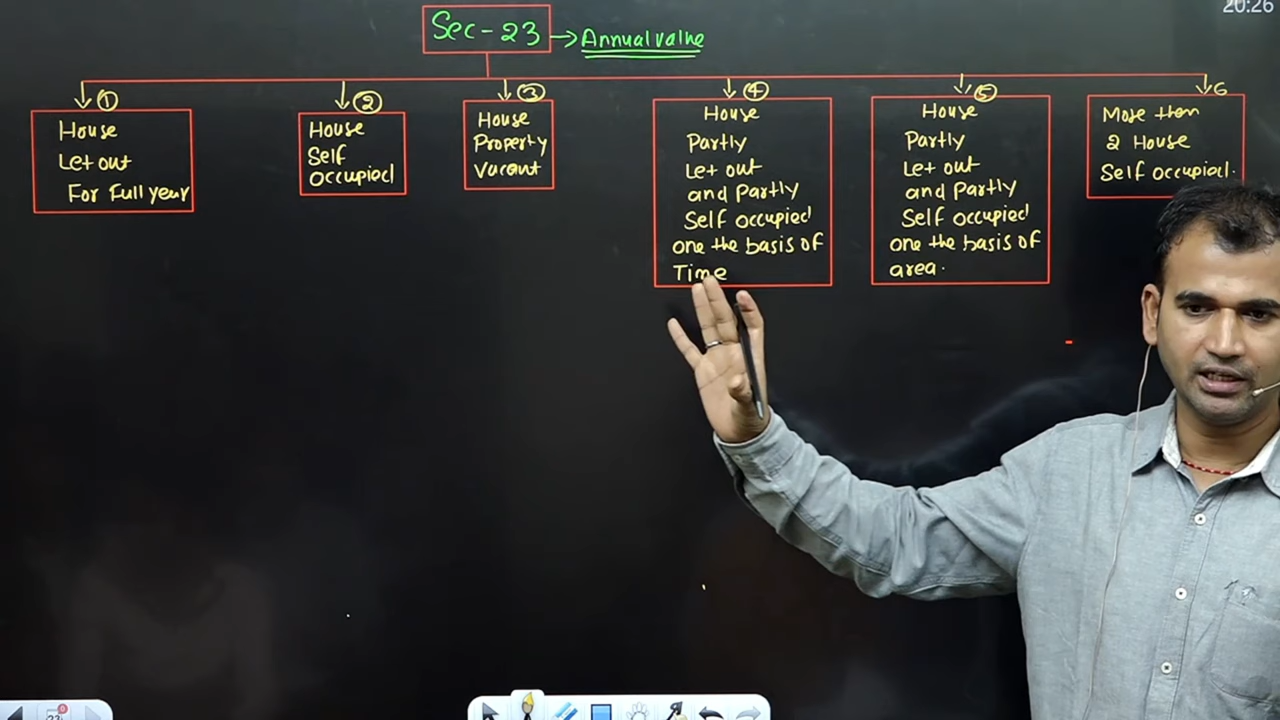 20:26
Sec-23 → Annual value
①
House
Let out
For Full year
②
House
Self
occupied
③
House
Property
Vacant
④
House
Partly
Let out
and Partly
Self occupied
one the basis of
Time
⑤
House
Partly
Let out
and Partly
Self occupied
one the basis of
area.
6
More then
2 House
Self occupied.